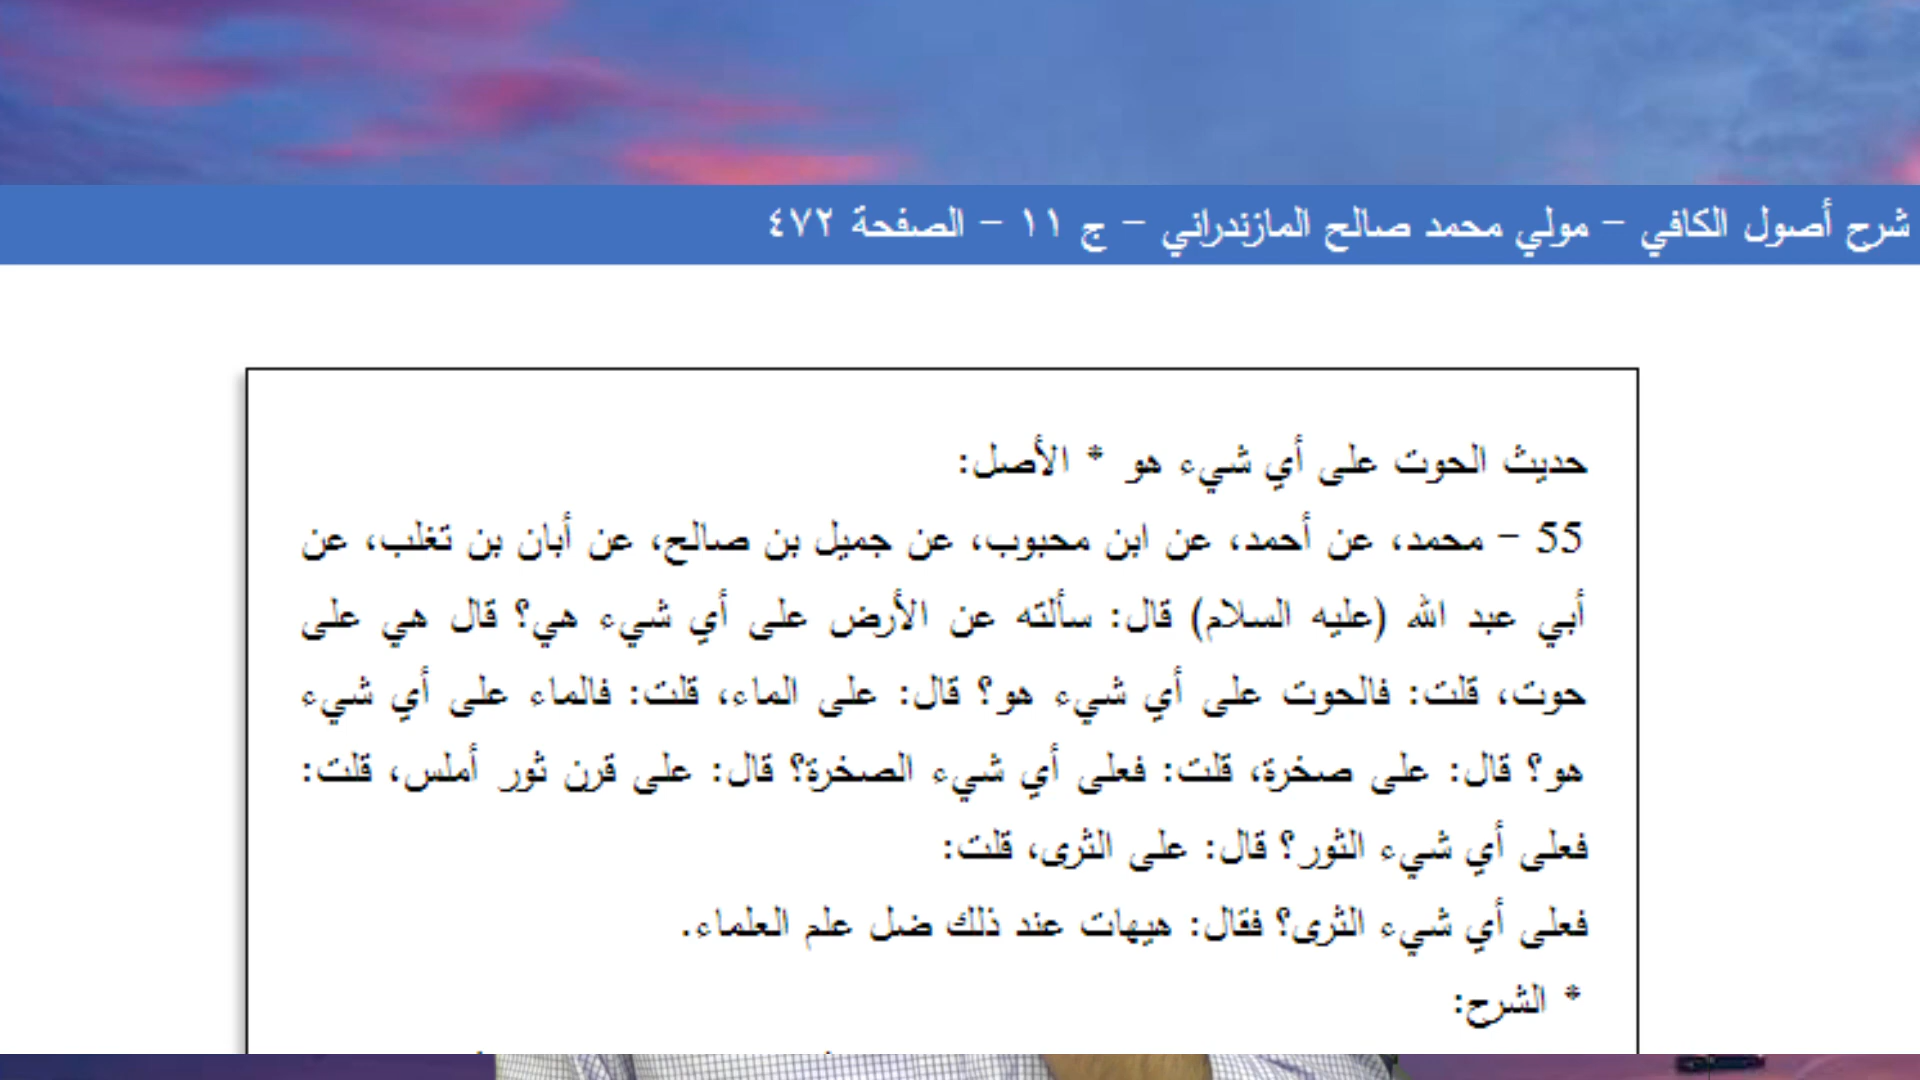 شرح أصول الكافي – مولي محمد صالح المازندراني – ج ١١ – الصفحة ٤٧٢
حديث الحوت على أي شيء هو * الأصل:
55 – محمد، عن أحمد، عن ابن محبوب، عن جميل بن صالح، عن أبان بن تغلب، عن
أبي عبد الله (عليه السلام) قال: سألته عن الأرض على أي شيء هي؟ قال هي على
حوت، قلت: فالحوت على أي شيء هو؟ قال: على الماء، قلت: فالماء على أي شيء
هو؟ قال: على صخرة، قلت: فعلى أي شيء الصخرة؟ قال: على قرن ثور أملس، قلت:
فعلى أي شيء الثور؟ قال: على الثرى، قلت:
فعلى أي شيء الثرى؟ فقال: هيهات عند ذلك ضل علم العلماء.
* الشرح: